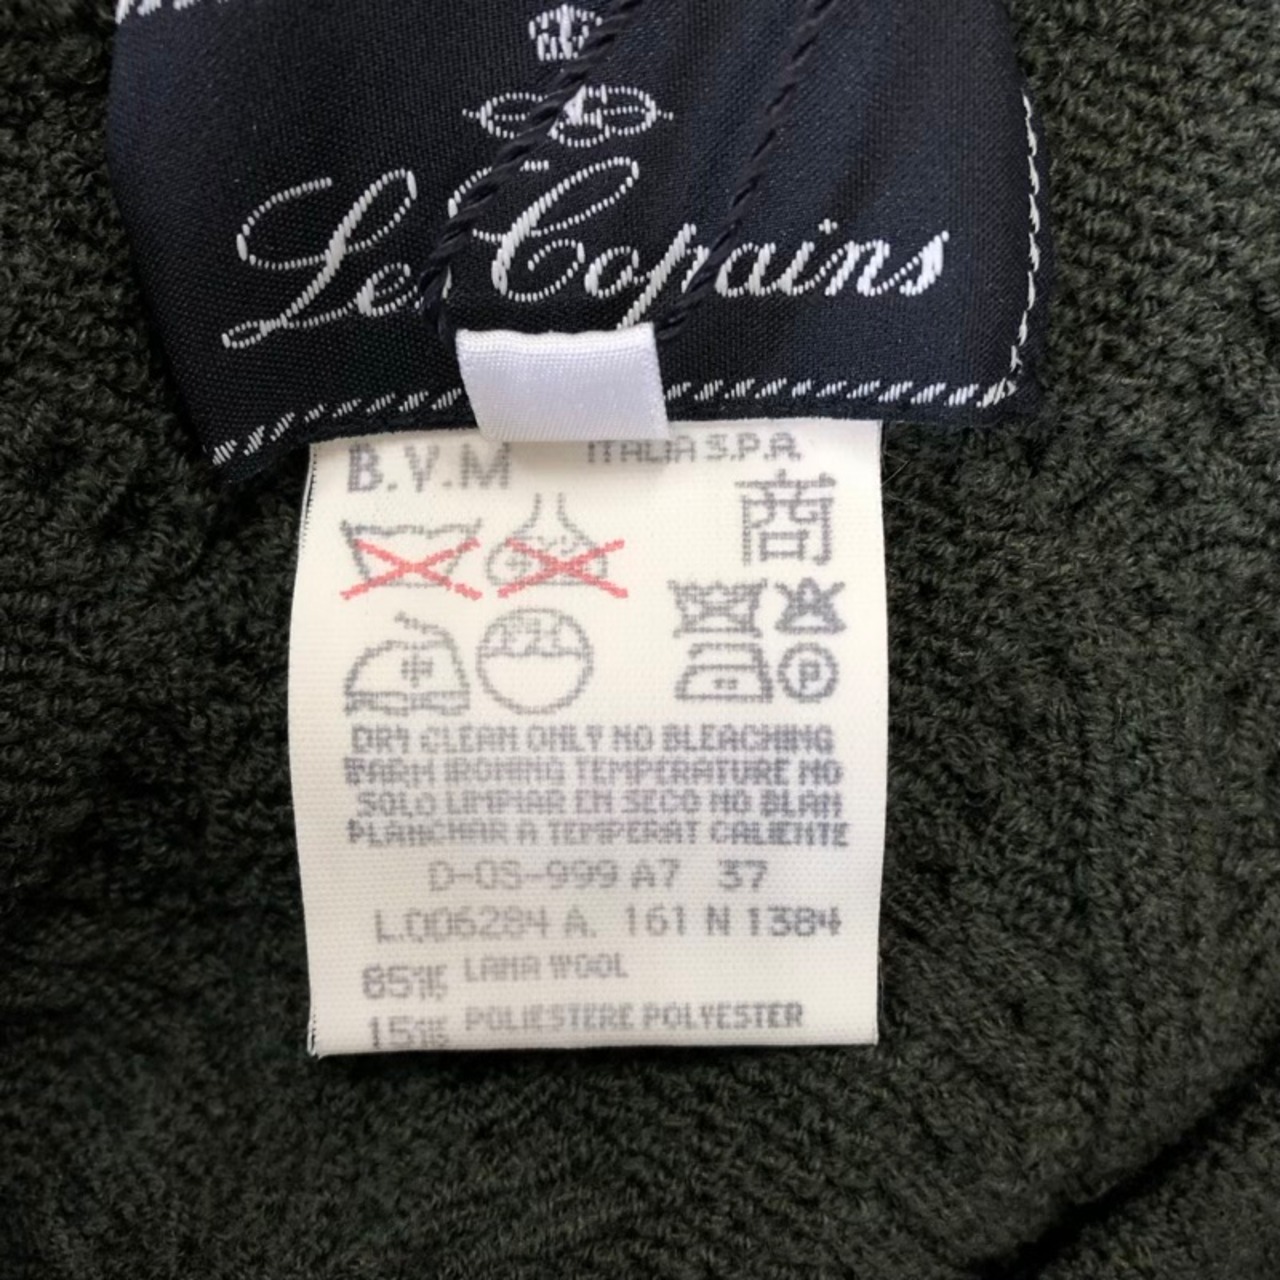 Le Copains
B.V.M ITALIA S.P.A.
商
P
DRY CLEAN ONLY NO BLEACHING
WARM IRONING TEMPERATURE NO
SOLO LIMPIAR EN SECO NO BLAN
PLANCHAR A TEMPERAT CALIENTE
D-OS-999 A7 37
L.006284 A. 161 N 1384
85% LANA WOOL
15% POLIESTERE POLYESTER